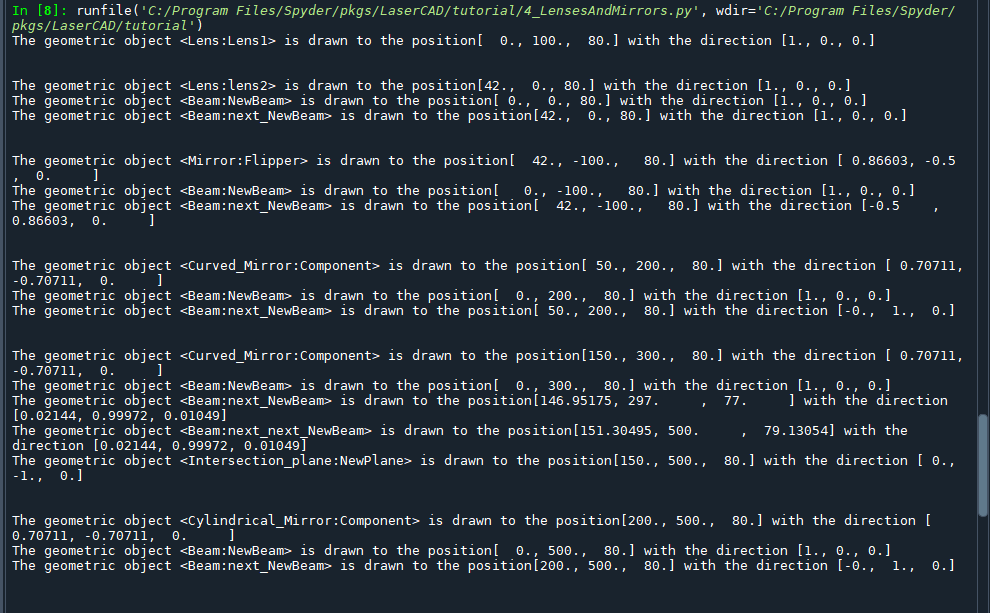 In [8]: runfile('C:/Program Files/Spyder/pkgs/LaserCAD/tutorial/4_LensesAndMirrors.py', wdir='C:/Program Files/Spyder/
pkgs/LaserCAD/tutorial')
The geometric object <Lens:Lens1> is drawn to the position[  0., 100.,  80.] with the direction [1., 0., 0.]
The geometric object <Lens:lens2> is drawn to the position[42.,  0., 80.] with the direction [1., 0., 0.]
The geometric object <Beam:NewBeam> is drawn to the position[ 0.,  0., 80.] with the direction [1., 0., 0.]
The geometric object <Beam:next_NewBeam> is drawn to the position[42.,  0., 80.] with the direction [1., 0., 0.]
The geometric object <Mirror:Flipper> is drawn to the position[  42., -100.,   80.] with the direction [ 0.86603, -0.5
,  0.     ]
The geometric object <Beam:NewBeam> is drawn to the position[   0., -100.,   80.] with the direction [1., 0., 0.]
The geometric object <Beam:next_NewBeam> is drawn to the position[  42., -100.,   80.] with the direction [-0.5    ,
0.86603,  0.     ]
The geometric object <Curved_Mirror:Component> is drawn to the position[ 50., 200.,  80.] with the direction [ 0.70711,
-0.70711,  0.     ]
The geometric object <Beam:NewBeam> is drawn to the position[  0., 200.,  80.] with the direction [1., 0., 0.]
The geometric object <Beam:next_NewBeam> is drawn to the position[ 50., 200.,  80.] with the direction [-0.,  1.,  0.]
The geometric object <Curved_Mirror:Component> is drawn to the position[150., 300.,  80.] with the direction [ 0.70711,
-0.70711,  0.     ]
The geometric object <Beam:NewBeam> is drawn to the position[  0., 300.,  80.] with the direction [1., 0., 0.]
The geometric object <Beam:next_NewBeam> is drawn to the position[146.95175, 297.     ,  77.     ] with the direction
[0.02144, 0.99972, 0.01049]
The geometric object <Beam:next_next_NewBeam> is drawn to the position[151.30495, 500.     ,  79.13054] with the
direction [0.02144, 0.99972, 0.01049]
The geometric object <Intersection_plane:NewPlane> is drawn to the position[150., 500.,  80.] with the direction [ 0.,
-1.,  0.]
The geometric object <Cylindrical_Mirror:Component> is drawn to the position[200., 500.,  80.] with the direction [
0.70711, -0.70711,  0.     ]
The geometric object <Beam:NewBeam> is drawn to the position[  0., 500.,  80.] with the direction [1., 0., 0.]
The geometric object <Beam:next_NewBeam> is drawn to the position[200., 500.,  80.] with the direction [-0.,  1.,  0.]